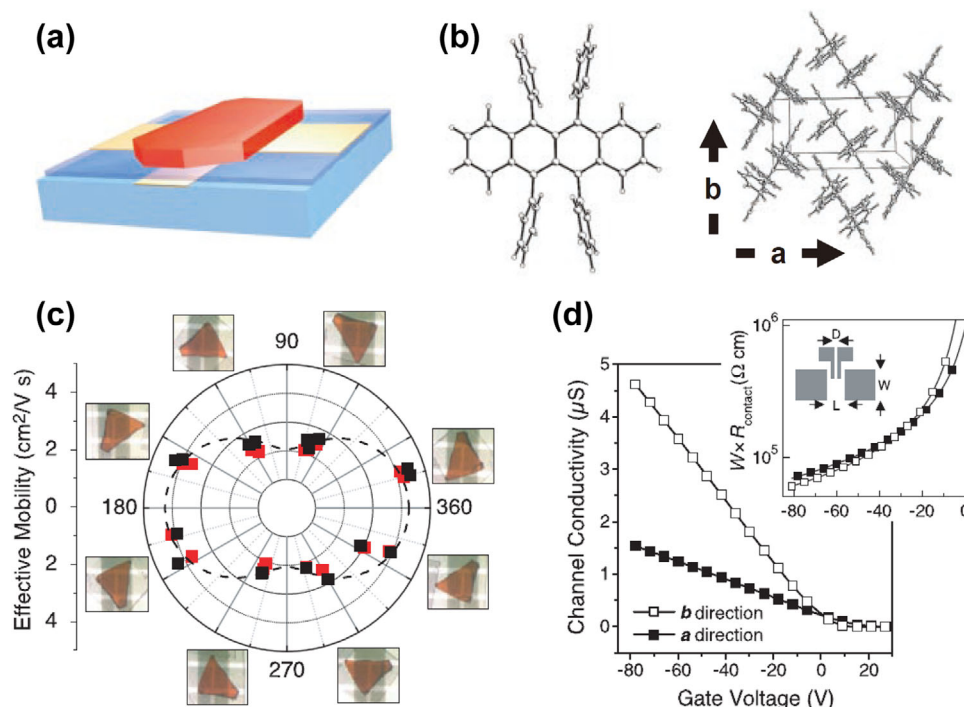 (a)
(b)
b
a
(c)
Effective Mobility (cm2/V s)
4
2
0
2
4
90
180
360
270
(d)
Channel Conductivity (µS)
5
4
3
2
1
0
-80 -60 -40 -20 0 20
Gate Voltage (V)
b direction
a direction
W× Rcontact(Ω cm)
10⁶
10⁵
-80 -60 -40 -20 0
D
W
L